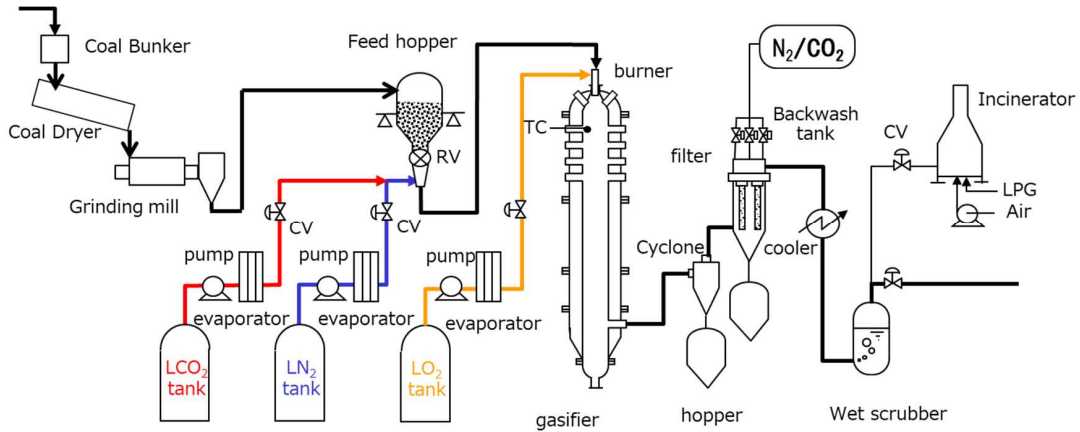 Coal Bunker
Coal Dryer
Grinding mill
Feed hopper
RV
CV
CV
pump
pump
pump
evaporator
evaporator
evaporator
LCO₂
tank
LN₂
tank
LO₂
tank
burner
TC
gasifier
Cyclone
hopper
filter
N₂/CO₂
Backwash
tank
cooler
CV
Incinerator
LPG
Air
Wet scrubber